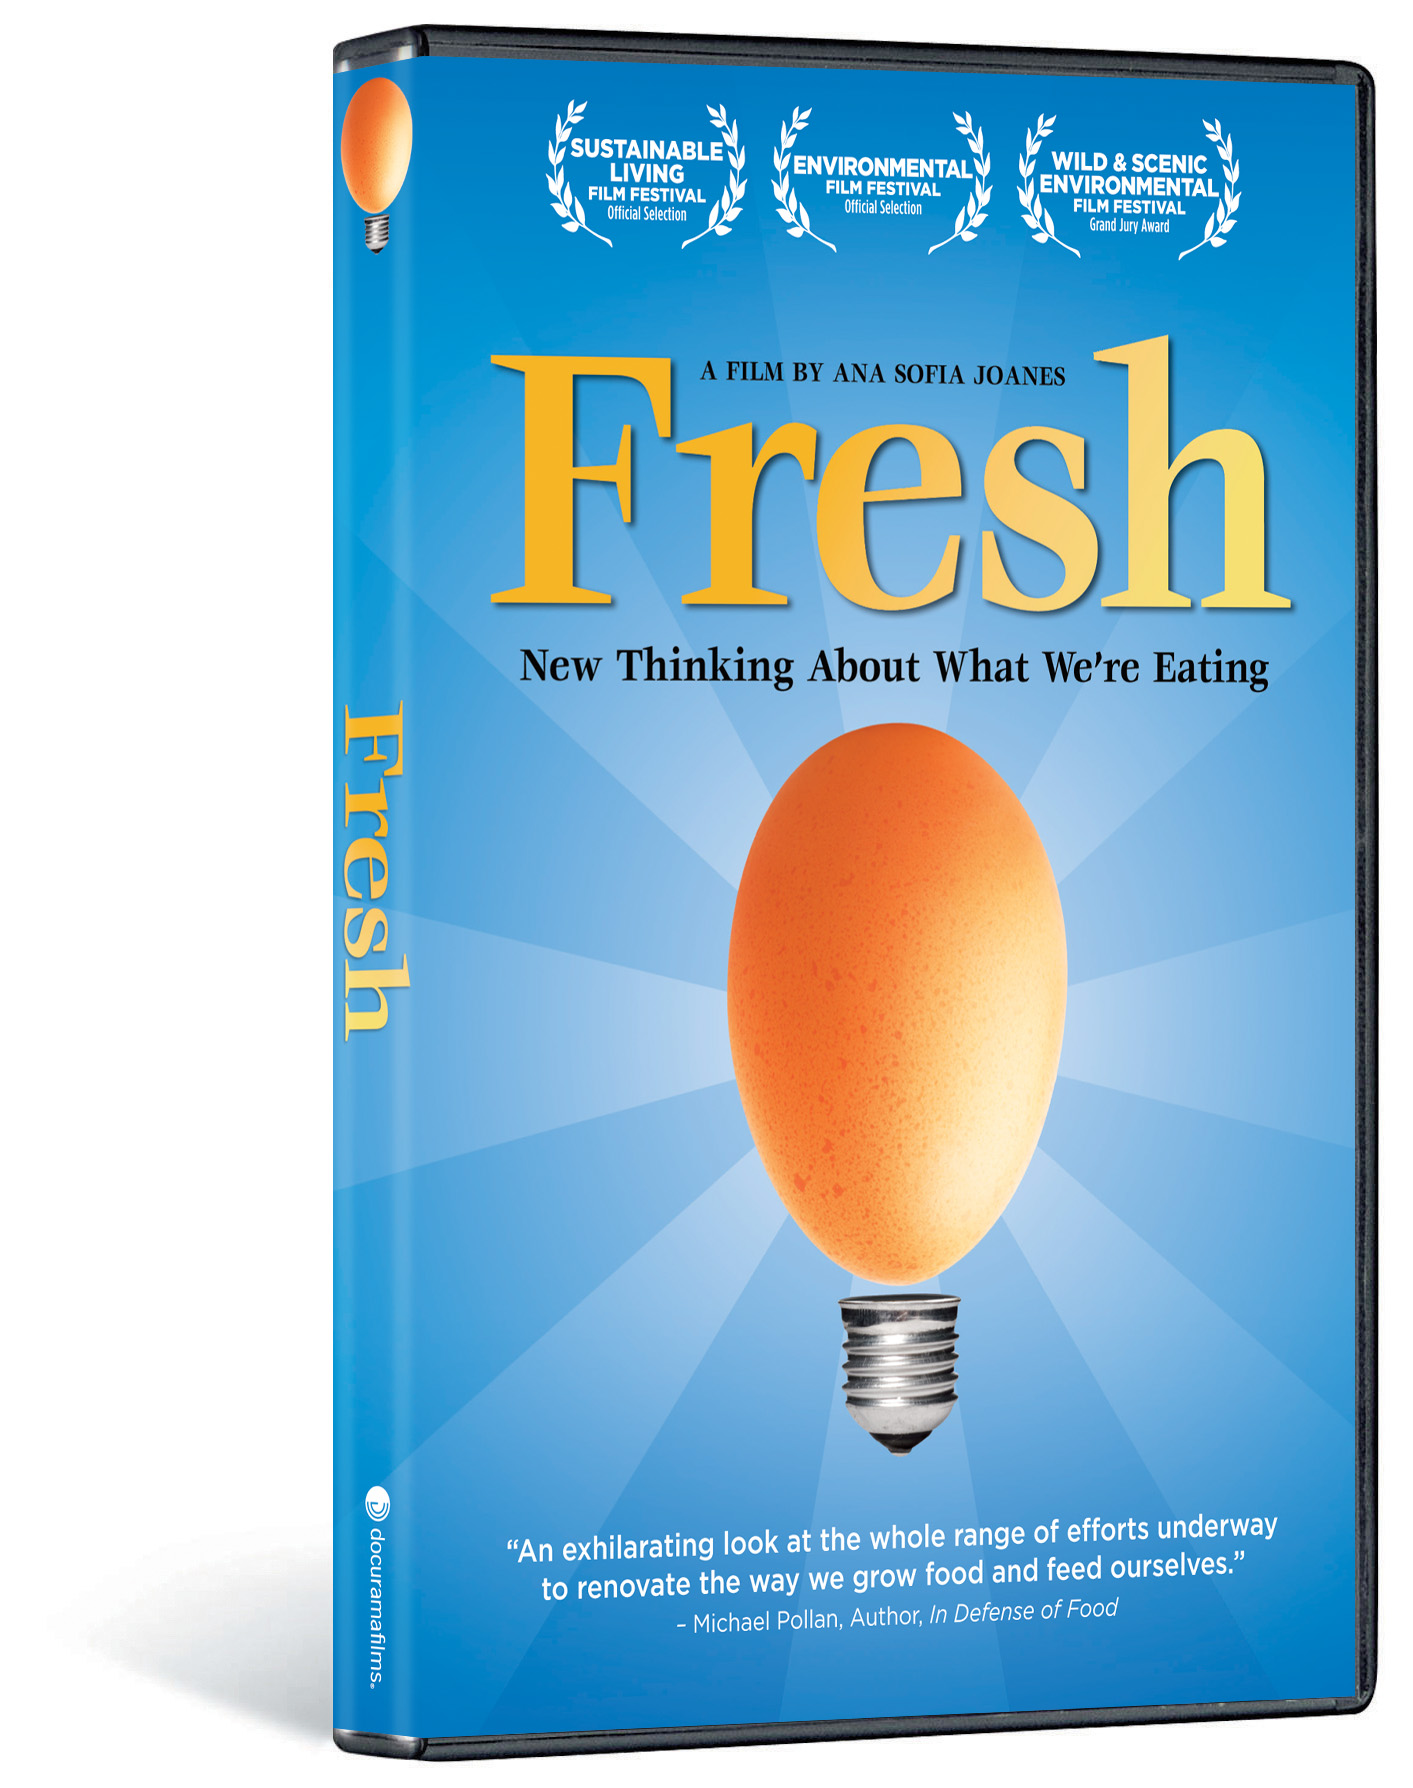 SUSTAINABLE
LIVING
FILM FESTIVAL
Official Selection
ENVIRONMENTAL
FILM FESTIVAL
Official Selection
WILD & SCENIC
ENVIRONMENTAL
FILM FESTIVAL
Grand Jury Award
A FILM BY ANA SOFIA JOANES
Fresh
New Thinking About What We're Eating
“An exhilarating look at the whole range of efforts underway
to renovate the way we grow food and feed ourselves.”
– Michael Pollan, Author, In Defense of Food
Fresh
docuramafilms®